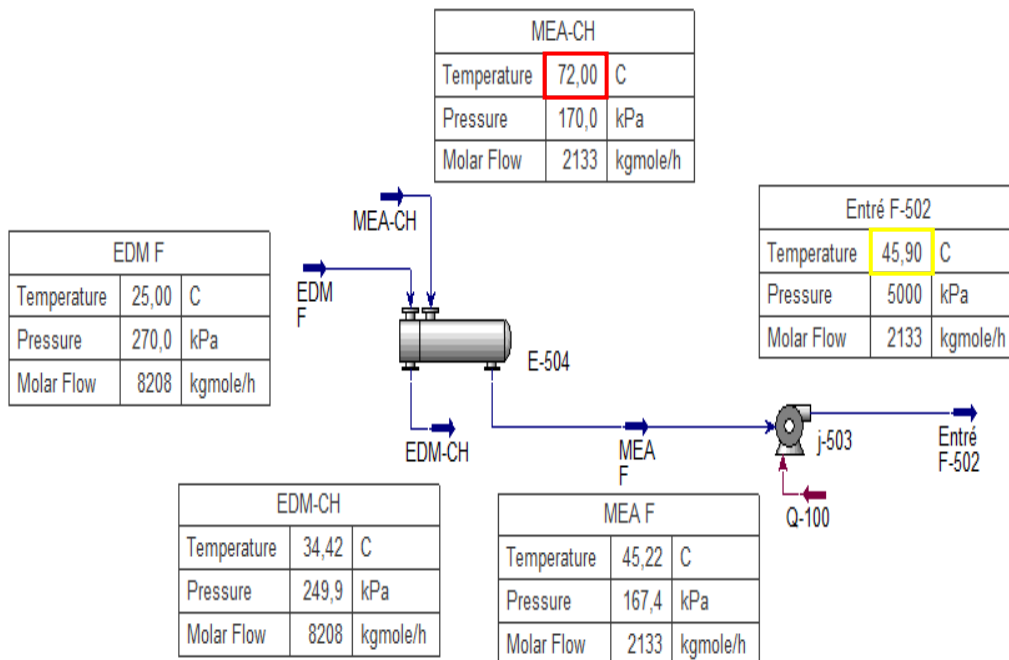 MEA-CH
Temperature 72,00 C
Pressure 170,0 kPa
Molar Flow 2133 kgmole/h
MEA-CH
EDM F
Temperature 25,00 C
Pressure 270,0 kPa
Molar Flow 8208 kgmole/h
EDM
F
E-504
Entré F-502
Temperature 45,90 C
Pressure 5000 kPa
Molar Flow 2133 kgmole/h
EDM-CH
MEA
F
j-503
Entré
F-502
Q-100
EDM-CH
Temperature 34,42 C
Pressure 249,9 kPa
Molar Flow 8208 kgmole/h
MEA F
Temperature 45,22 C
Pressure 167,4 kPa
Molar Flow 2133 kgmole/h